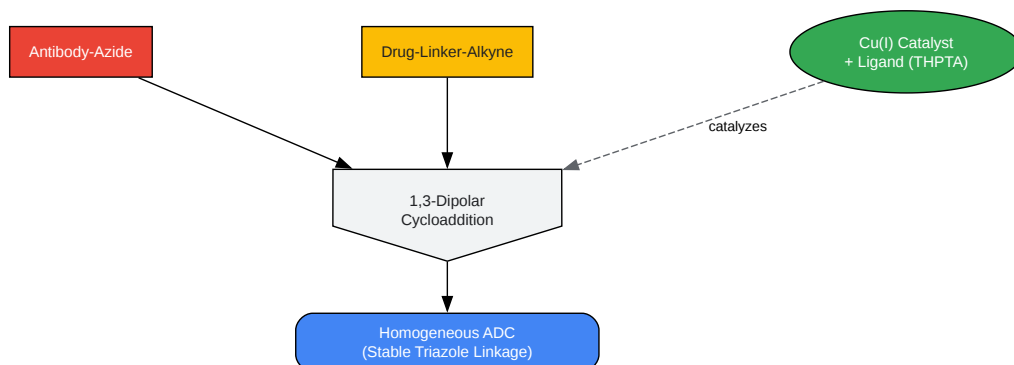 Antibody-Azide
Drug-Linker-Alkyne
Cu(I) Catalyst
+ Ligand (THPTA)
catalyzes
1,3-Dipolar
Cycloaddition
Homogeneous ADC
(Stable Triazole Linkage)